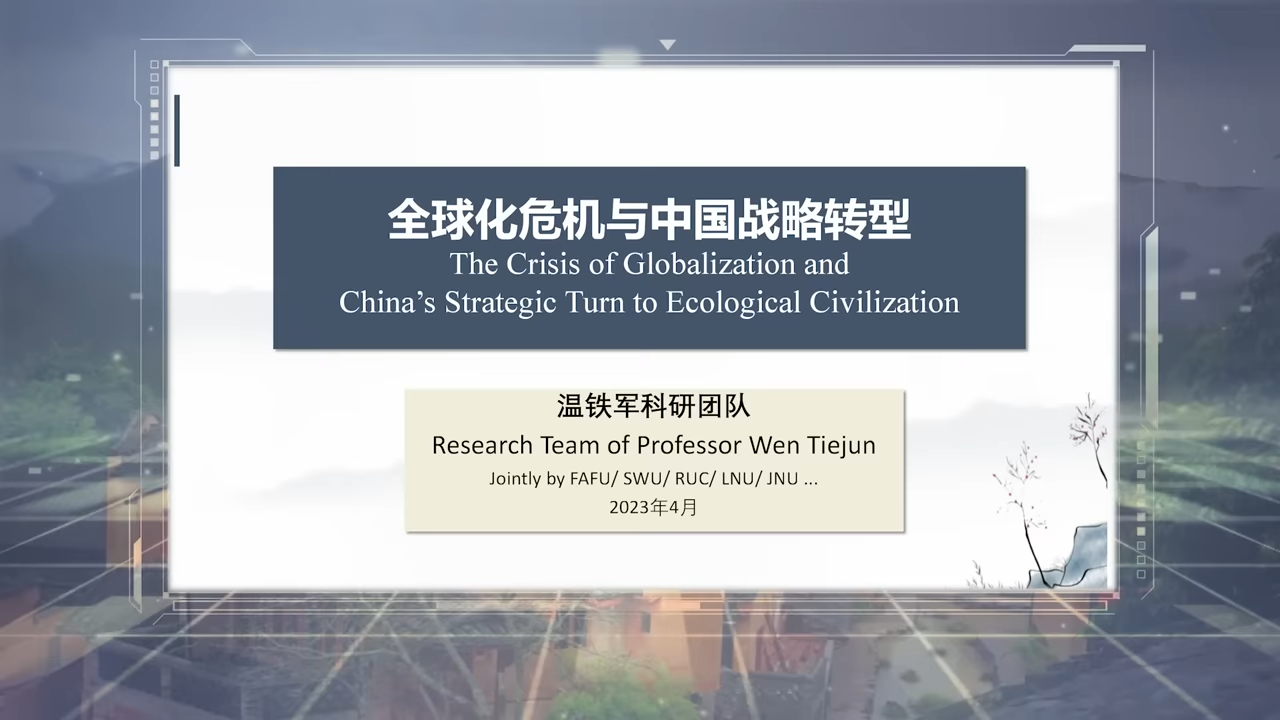 全球化危机与中国战略转型
The Crisis of Globalization and
China’s Strategic Turn to Ecological Civilization
温铁军科研团队
Research Team of Professor Wen Tiejun
Jointly by FAFU/ SWU/ RUC/ LNU/ JNU ...
2023年4月